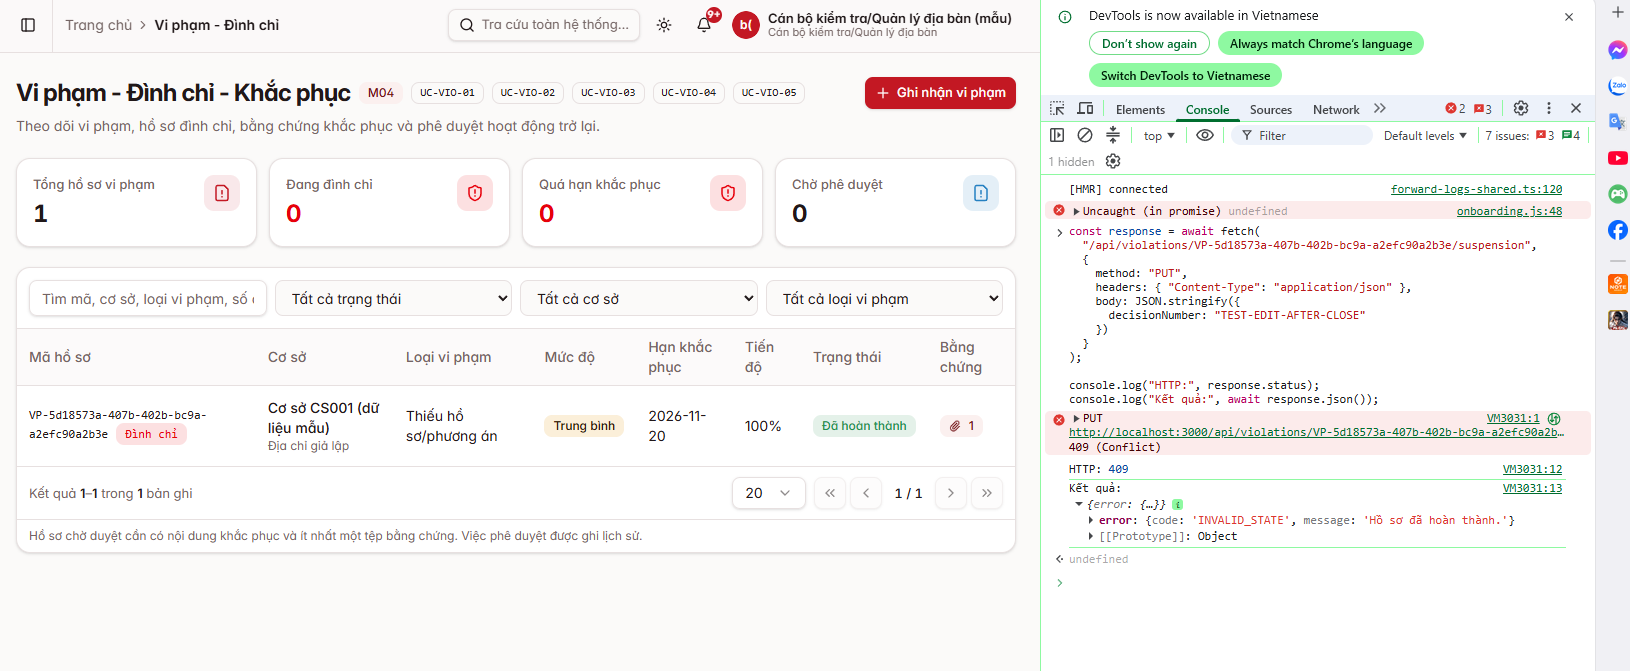 Trang chủ > Vi phạm - Đình chỉ
Tra cứu toàn hệ thống...
9+
b(
Cán bộ kiểm tra/Quản lý địa bàn (mẫu)
Cán bộ kiểm tra/Quản lý địa bàn
Vi phạm - Đình chỉ - Khắc phục
M04
UC-VIO-01
UC-VIO-02
UC-VIO-03
UC-VIO-04
UC-VIO-05
+ Ghi nhận vi phạm
Theo dõi vi phạm, hồ sơ đình chỉ, bằng chứng khắc phục và phê duyệt hoạt động trở lại.
Tổng hồ sơ vi phạm
1
Đang đình chỉ
0
Quá hạn khắc phục
0
Chờ phê duyệt
0
Tìm mã, cơ sở, loại vi phạm, số
Tất cả trạng thái
Tất cả cơ sở
Tất cả loại vi phạm
Mã hồ sơ
Cơ sở
Loại vi phạm
Mức độ
Hạn khắc
phục
Tiến
độ
Trạng thái
Bằng
chứng
VP-5d18573a-407b-402b-bc9a-
a2efc90a2b3e
Đình chỉ
Cơ sở CS001 (dữ
liệu mẫu)
Địa chỉ giả lập
Thiếu hồ
sơ/phương án
Trung bình
2026-11-
20
100%
Đã hoàn thành
1
Kết quả 1–1 trong 1 bản ghi
20
«
‹
1 / 1
›
»
Hồ sơ chờ duyệt cần có nội dung khắc phục và ít nhất một tệp bằng chứng. Việc phê duyệt được ghi lịch sử.
DevTools is now available in Vietnamese
Don't show again
Always match Chrome's language
Switch DevTools to Vietnamese
Elements
Console
Sources
Network
2
3
top
Filter
Default levels
7 issues:
3
4
1 hidden
[HMR] connected
forward-logs-shared.ts:120
Uncaught (in promise) undefined
onboarding.js:48
const response = await fetch(
"/api/violations/VP-5d18573a-407b-402b-bc9a-a2efc90a2b3e/suspension",
{
method: "PUT",
headers: { "Content-Type": "application/json" },
body: JSON.stringify({
decisionNumber: "TEST-EDIT-AFTER-CLOSE"
})
}
);
console.log("HTTP:", response.status);
console.log("Kết quả:", await response.json());
PUT
VM3031:1
http://localhost:3000/api/violations/VP-5d18573a-407b-402b-bc9a-a2efc90a2b…
409 (Conflict)
HTTP: 409
VM3031:12
Kết quả:
VM3031:13
{error: {…}}
error: {code: 'INVALID_STATE', message: 'Hồ sơ đã hoàn thành.'}
[[Prototype]]: Object
undefined
Zalo